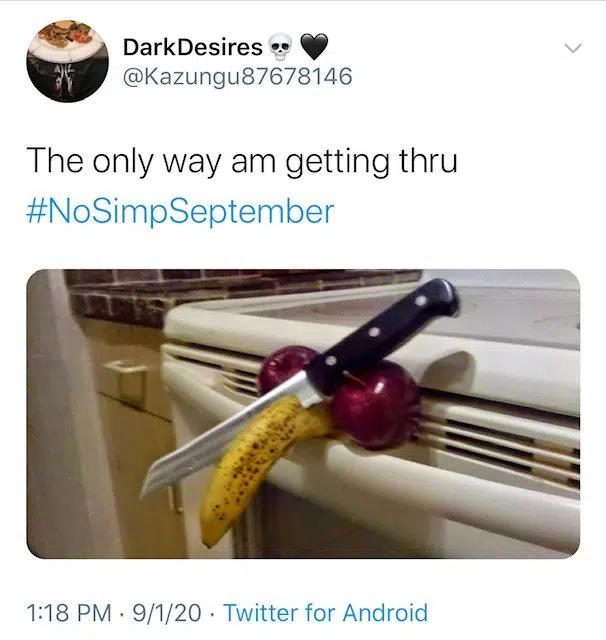 DarkDesires💀🖤
@Kazungu87678146
The only way am getting thru
#NoSimpSeptember
1:18 PM · 9/1/20 · Twitter for Android